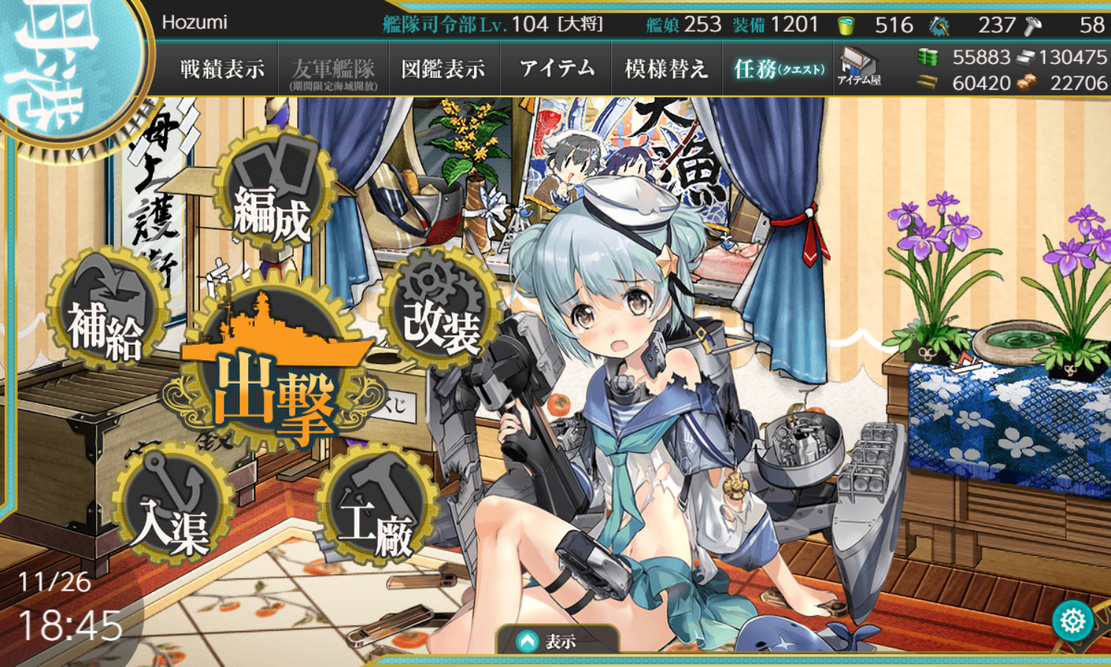 母港
Hozumi
艦隊司令部Lv. 104 [大将]
艦娘 253 装備 1201
516
237
58
戦績表示
友軍艦隊
(期間限定海域開放)
図鑑表示
アイテム
模様替え
任務(クエスト)
アイテム屋
55883
130475
60420
22706
海上護衛
大漁
編成
補給
改装
出撃
くじ
入渠
工廠
11/26
18:45
表示